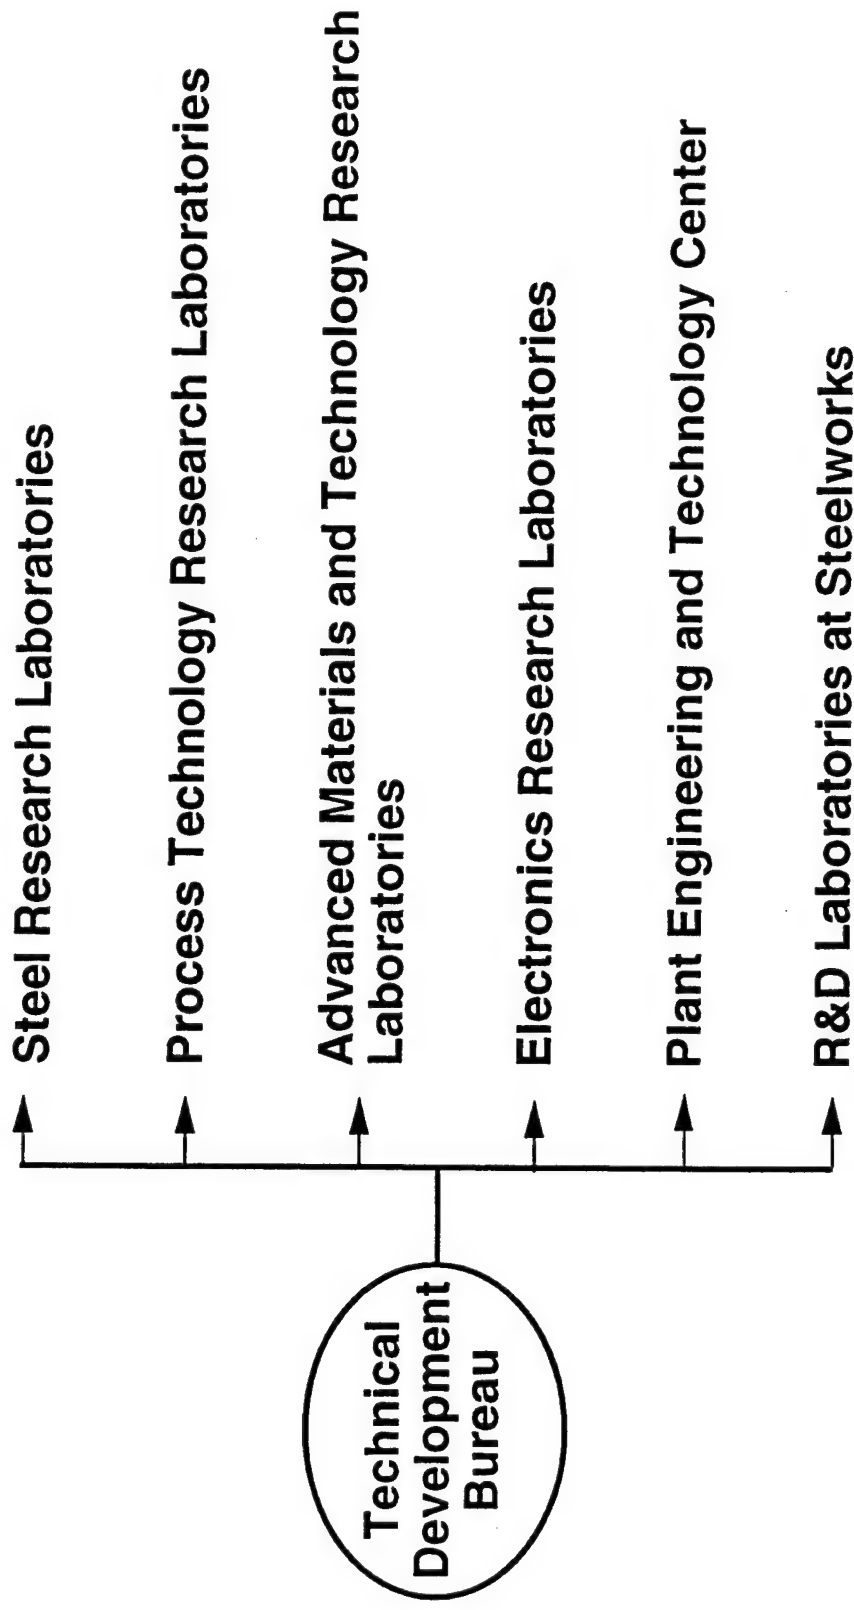 Technical
Development
Bureau
Steel Research Laboratories
Process Technology Research Laboratories
Advanced Materials and Technology Research
Laboratories
Electronics Research Laboratories
Plant Engineering and Technology Center
R&D Laboratories at Steelworks